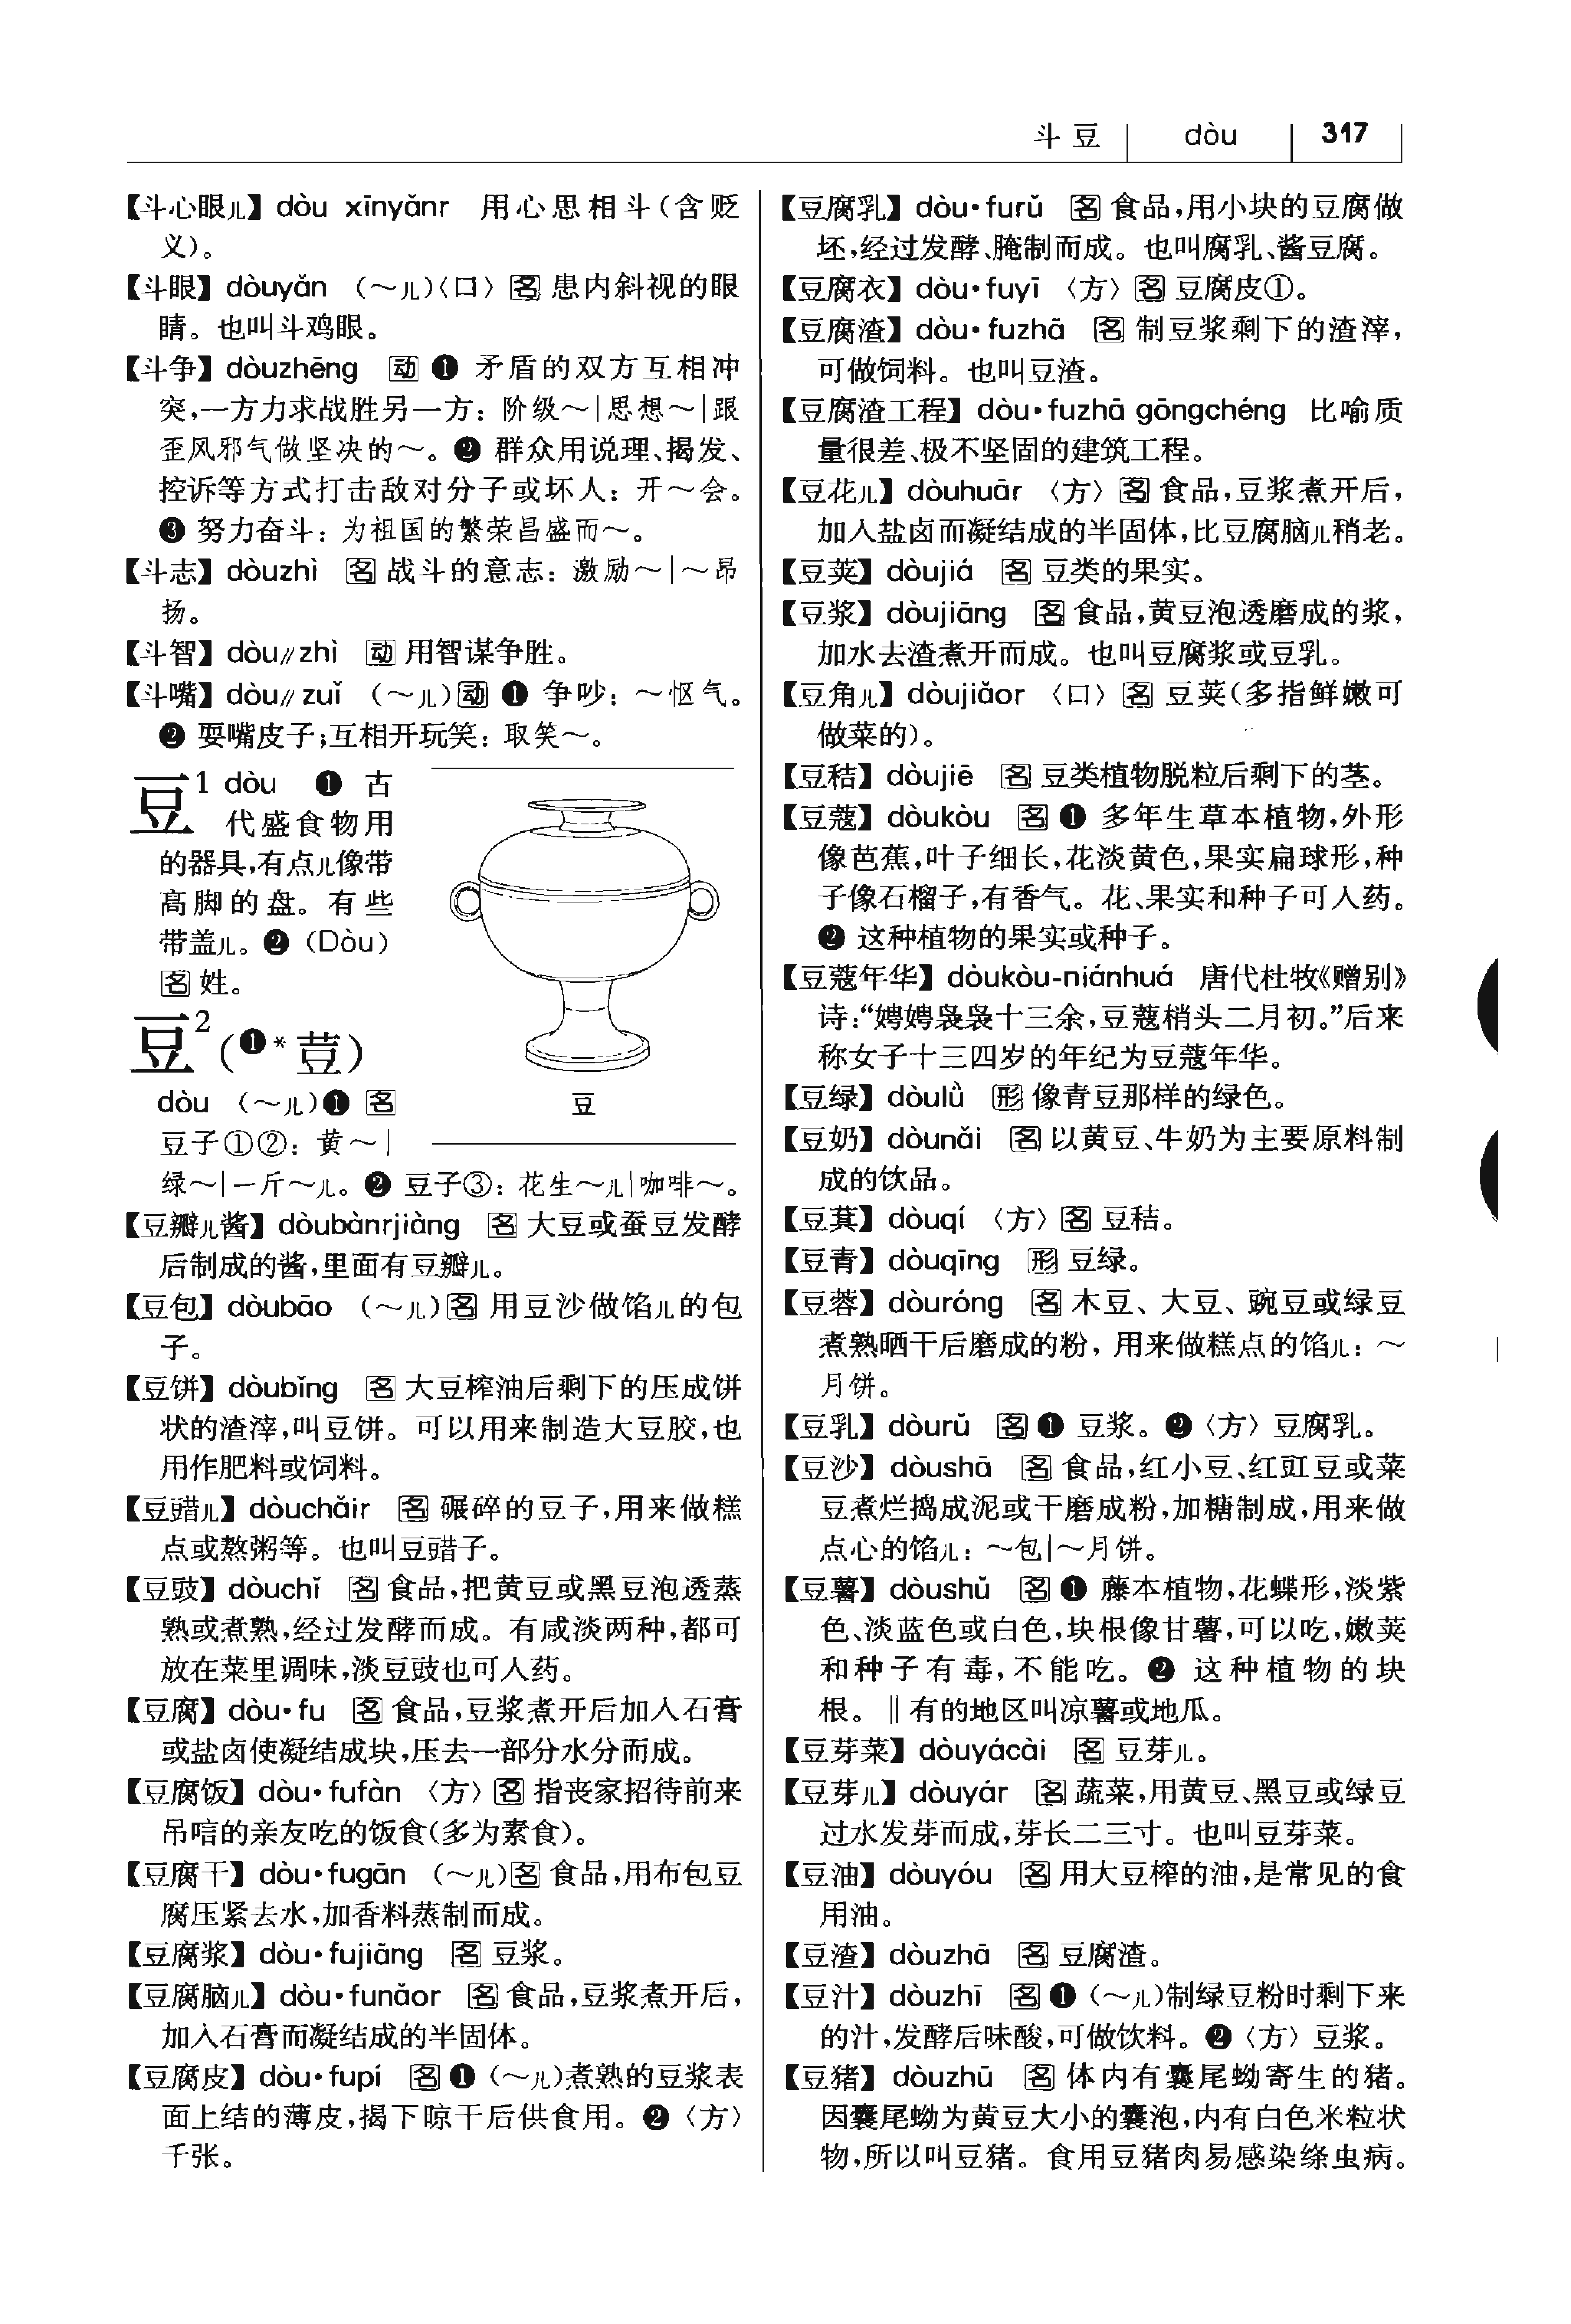 斗 豆 dòu 317
【斗心眼儿】 dòu xīnyǎnr 用心思相斗(含贬
义)。
【斗眼】 dòuyǎn (～儿)〈口〉 名 患内斜视的眼
睛。也叫斗鸡眼。
【斗争】 dòuzhēng 动 ❶ 矛盾的双方互相冲
突,一方力求战胜另一方：阶级～|思想～|跟
歪风邪气做坚决的～。❷ 群众用说理、揭发、
控诉等方式打击敌对分子或坏人：开～会。
❸ 努力奋斗：为祖国的繁荣昌盛而～。
【斗志】 dòuzhì 名 战斗的意志：激励～|～昂
扬。
【斗智】 dòu∥zhì 动 用智谋争胜。
【斗嘴】 dòu∥zuǐ (～儿) 动 ❶ 争吵：～怄气。
❷ 耍嘴皮子;互相开玩笑：取笑～。
豆1 dòu ❶ 古
代盛食物用
的器具,有点儿像带
高脚的盘。有些
带盖儿。❷ (Dòu)
名 姓。
豆2 (❶*荳)
dòu (～儿)❶ 名
豆子①②：黄～|
绿～|一斤～儿。❷ 豆子③：花生～儿|咖啡～。
豆
【豆瓣儿酱】 dòubànrjiàng 名 大豆或蚕豆发酵
后制成的酱,里面有豆瓣儿。
【豆包】 dòubāo (～儿) 名 用豆沙做馅儿的包
子。
【豆饼】 dòubǐng 名 大豆榨油后剩下的压成饼
状的渣滓,叫豆饼。可以用来制造大豆胶,也
用作肥料或饲料。
【豆䜺儿】 dòuchǎir 名 碾碎的豆子,用来做糕
点或熬粥等。也叫豆䜺子。
【豆豉】 dòuchǐ 名 食品,把黄豆或黑豆泡透蒸
熟或煮熟,经过发酵而成。有咸淡两种,都可
放在菜里调味,淡豆豉也可入药。
【豆腐】 dòu·fu 名 食品,豆浆煮开后加入石膏
或盐卤使凝结成块,压去一部分水分而成。
【豆腐饭】 dòu·fufàn 〈方〉 名 指丧家招待前来
吊唁的亲友吃的饭食(多为素食)。
【豆腐干】 dòu·fugān (～儿) 名 食品,用布包豆
腐压紧去水,加香料蒸制而成。
【豆腐浆】 dòu·fujiāng 名 豆浆。
【豆腐脑儿】 dòu·funǎor 名 食品,豆浆煮开后,
加入石膏而凝结成的半固体。
【豆腐皮】 dòu·fupí 名 ❶ (～儿)煮熟的豆浆表
面上结的薄皮,揭下晾干后供食用。❷〈方〉
千张。
【豆腐乳】 dòu·furǔ 名 食品,用小块的豆腐做
坯,经过发酵、腌制而成。也叫腐乳、酱豆腐。
【豆腐衣】 dòu·fuyī 〈方〉 名 豆腐皮①。
【豆腐渣】 dòu·fuzhā 名 制豆浆剩下的渣滓,
可做饲料。也叫豆渣。
【豆腐渣工程】 dòu·fuzhā gōngchéng 比喻质
量很差、极不坚固的建筑工程。
【豆花儿】 dòuhuār 〈方〉 名 食品,豆浆煮开后,
加入盐卤而凝结成的半固体,比豆腐脑儿稍老。
【豆荚】 dòujiá 名 豆类的果实。
【豆浆】 dòujiāng 名 食品,黄豆泡透磨成的浆,
加水去渣煮开而成。也叫豆腐浆或豆乳。
【豆角儿】 dòujiǎor 〈口〉 名 豆荚(多指鲜嫩可
做菜的)。
【豆秸】 dòujiē 名 豆类植物脱粒后剩下的茎。
【豆蔻】 dòukòu 名 ❶ 多年生草本植物,外形
像芭蕉,叶子细长,花淡黄色,果实扁球形,种
子像石榴子,有香气。花、果实和种子可入药。
❷ 这种植物的果实或种子。
【豆蔻年华】 dòukòu-niánhuá 唐代杜牧《赠别》
诗：“娉娉袅袅十三余,豆蔻梢头二月初。”后来
称女子十三四岁的年纪为豆蔻年华。
【豆绿】 dòulǜ 形 像青豆那样的绿色。
【豆奶】 dòunǎi 名 以黄豆、牛奶为主要原料制
成的饮品。
【豆萁】 dòuqí 〈方〉 名 豆秸。
【豆青】 dòuqīng 形 豆绿。
【豆蓉】 dòuróng 名 木豆、大豆、豌豆或绿豆
煮熟晒干后磨成的粉，用来做糕点的馅儿：～
月饼。
【豆乳】 dòurǔ 名 ❶ 豆浆。❷〈方〉豆腐乳。
【豆沙】 dòushā 名 食品,红小豆、红豇豆或菜
豆煮烂捣成泥或干磨成粉,加糖制成,用来做
点心的馅儿：～包|～月饼。
【豆薯】 dòushǔ 名 ❶ 藤本植物,花蝶形,淡紫
色、淡蓝色或白色,块根像甘薯,可以吃,嫩荚
和种子有毒,不能吃。❷ 这种植物的块
根。‖有的地区叫凉薯或地瓜。
【豆芽菜】 dòuyácài 名 豆芽儿。
【豆芽儿】 dòuyár 名 蔬菜,用黄豆、黑豆或绿豆
过水发芽而成,芽长二三寸。也叫豆芽菜。
【豆油】 dòuyóu 名 用大豆榨的油,是常见的食
用油。
【豆渣】 dòuzhā 名 豆腐渣。
【豆汁】 dòuzhī 名 ❶ (～儿)制绿豆粉时剩下来
的汁,发酵后味酸,可做饮料。❷〈方〉豆浆。
【豆猪】 dòuzhū 名 体内有囊尾蚴寄生的猪。
因囊尾蚴为黄豆大小的囊泡,内有白色米粒状
物,所以叫豆猪。食用豆猪肉易感染绦虫病。